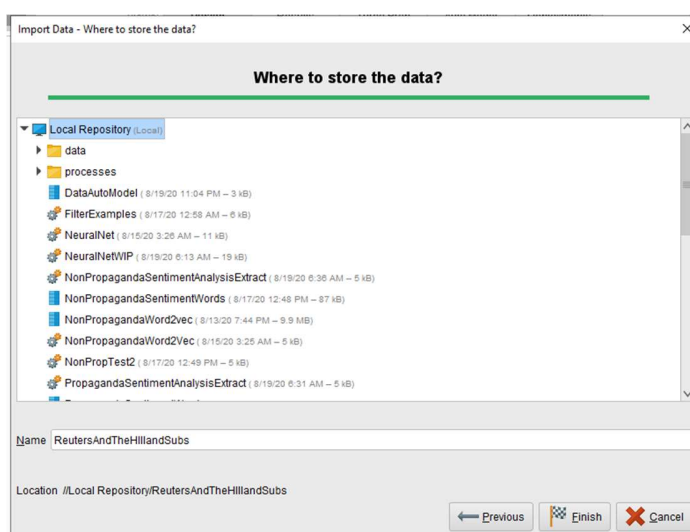 Import Data - Where to store the data?
Where to store the data?
Local Repository (Local)
data
processes
DataAutoModel ( 8/19/20 11:04 PM – 3 kB)
FilterExamples ( 8/17/20 12:58 AM – 6 kB)
NeuralNet ( 8/15/20 3:26 AM – 11 kB)
NeuralNetWIP ( 8/19/20 6:13 AM – 19 kB)
NonPropagandaSentimentAnalysisExtract ( 8/19/20 6:36 AM – 5 kB)
NonPropagandaSentimentWords ( 8/17/20 12:48 PM – 87 kB)
NonPropagandaWord2vec ( 8/13/20 7:44 PM – 9.9 MB)
NonPropagandaWord2Vec ( 8/15/20 3:25 AM – 5 kB)
NonPropTest2 ( 8/17/20 12:49 PM – 5 kB)
PropagandaSentimentAnalysisExtract ( 8/19/20 6:31 AM – 5 kB)
Name ReutersAndTheHIllandSubs
Location //Local Repository/ReutersAndTheHIllandSubs
Previous Finish Cancel